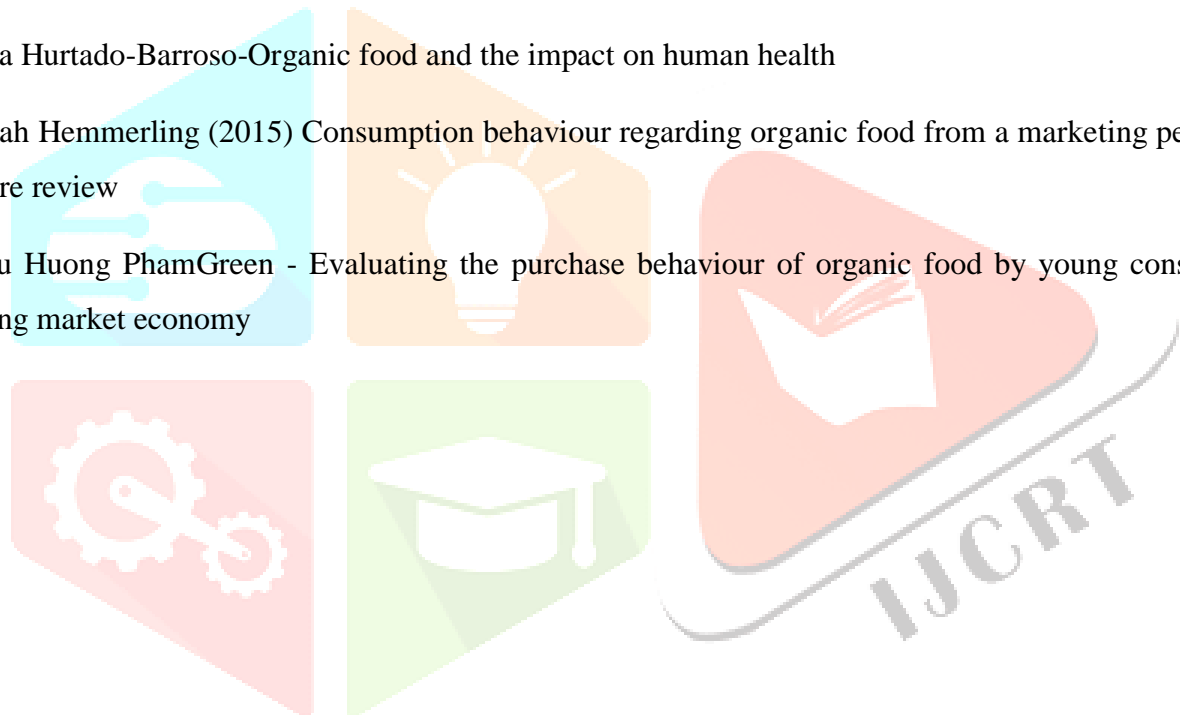 a Hurtado-Barroso-Organic food and the impact on human health
ah Hemmerling (2015) Consumption behaviour regarding organic food from a marketing pe
re review
u Huong PhamGreen - Evaluating the purchase behaviour of organic food by young cons
ng market economy
IJCRT